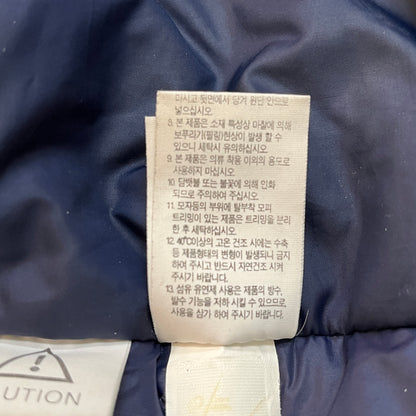 마시고 뒷면에서 당겨 원단 안으로
넣으십시오.
8. 본 제품은 소재 특성상 마찰에 의해
보푸라기(필링)현상이 발생 할 수
있으니 세탁시 유의하십시오.
9. 본 제품은 의류 착용 이외의 용도로
사용하지 마십시오.
10. 담뱃불 또는 불꽃에 의해 인화
되므로 주의하여 주십시오.
11. 모자등의 부위에 탈부착 모피
트리밍이 있는 제품은 트리밍을 분리
한 후 세탁하십시오.
12. 40℃이상의 고온 건조 시에는 수축
등 제품형태의 변형이 발생되니 금지
하여 주시고 반드시 자연건조 시켜
주시기 바랍니다.
13. 섬유 유연제 사용은 제품의 방수,
발수 기능을 저하 시킬 수 있으므로
사용을 삼가 하여 주시기 바랍니다.
UTION